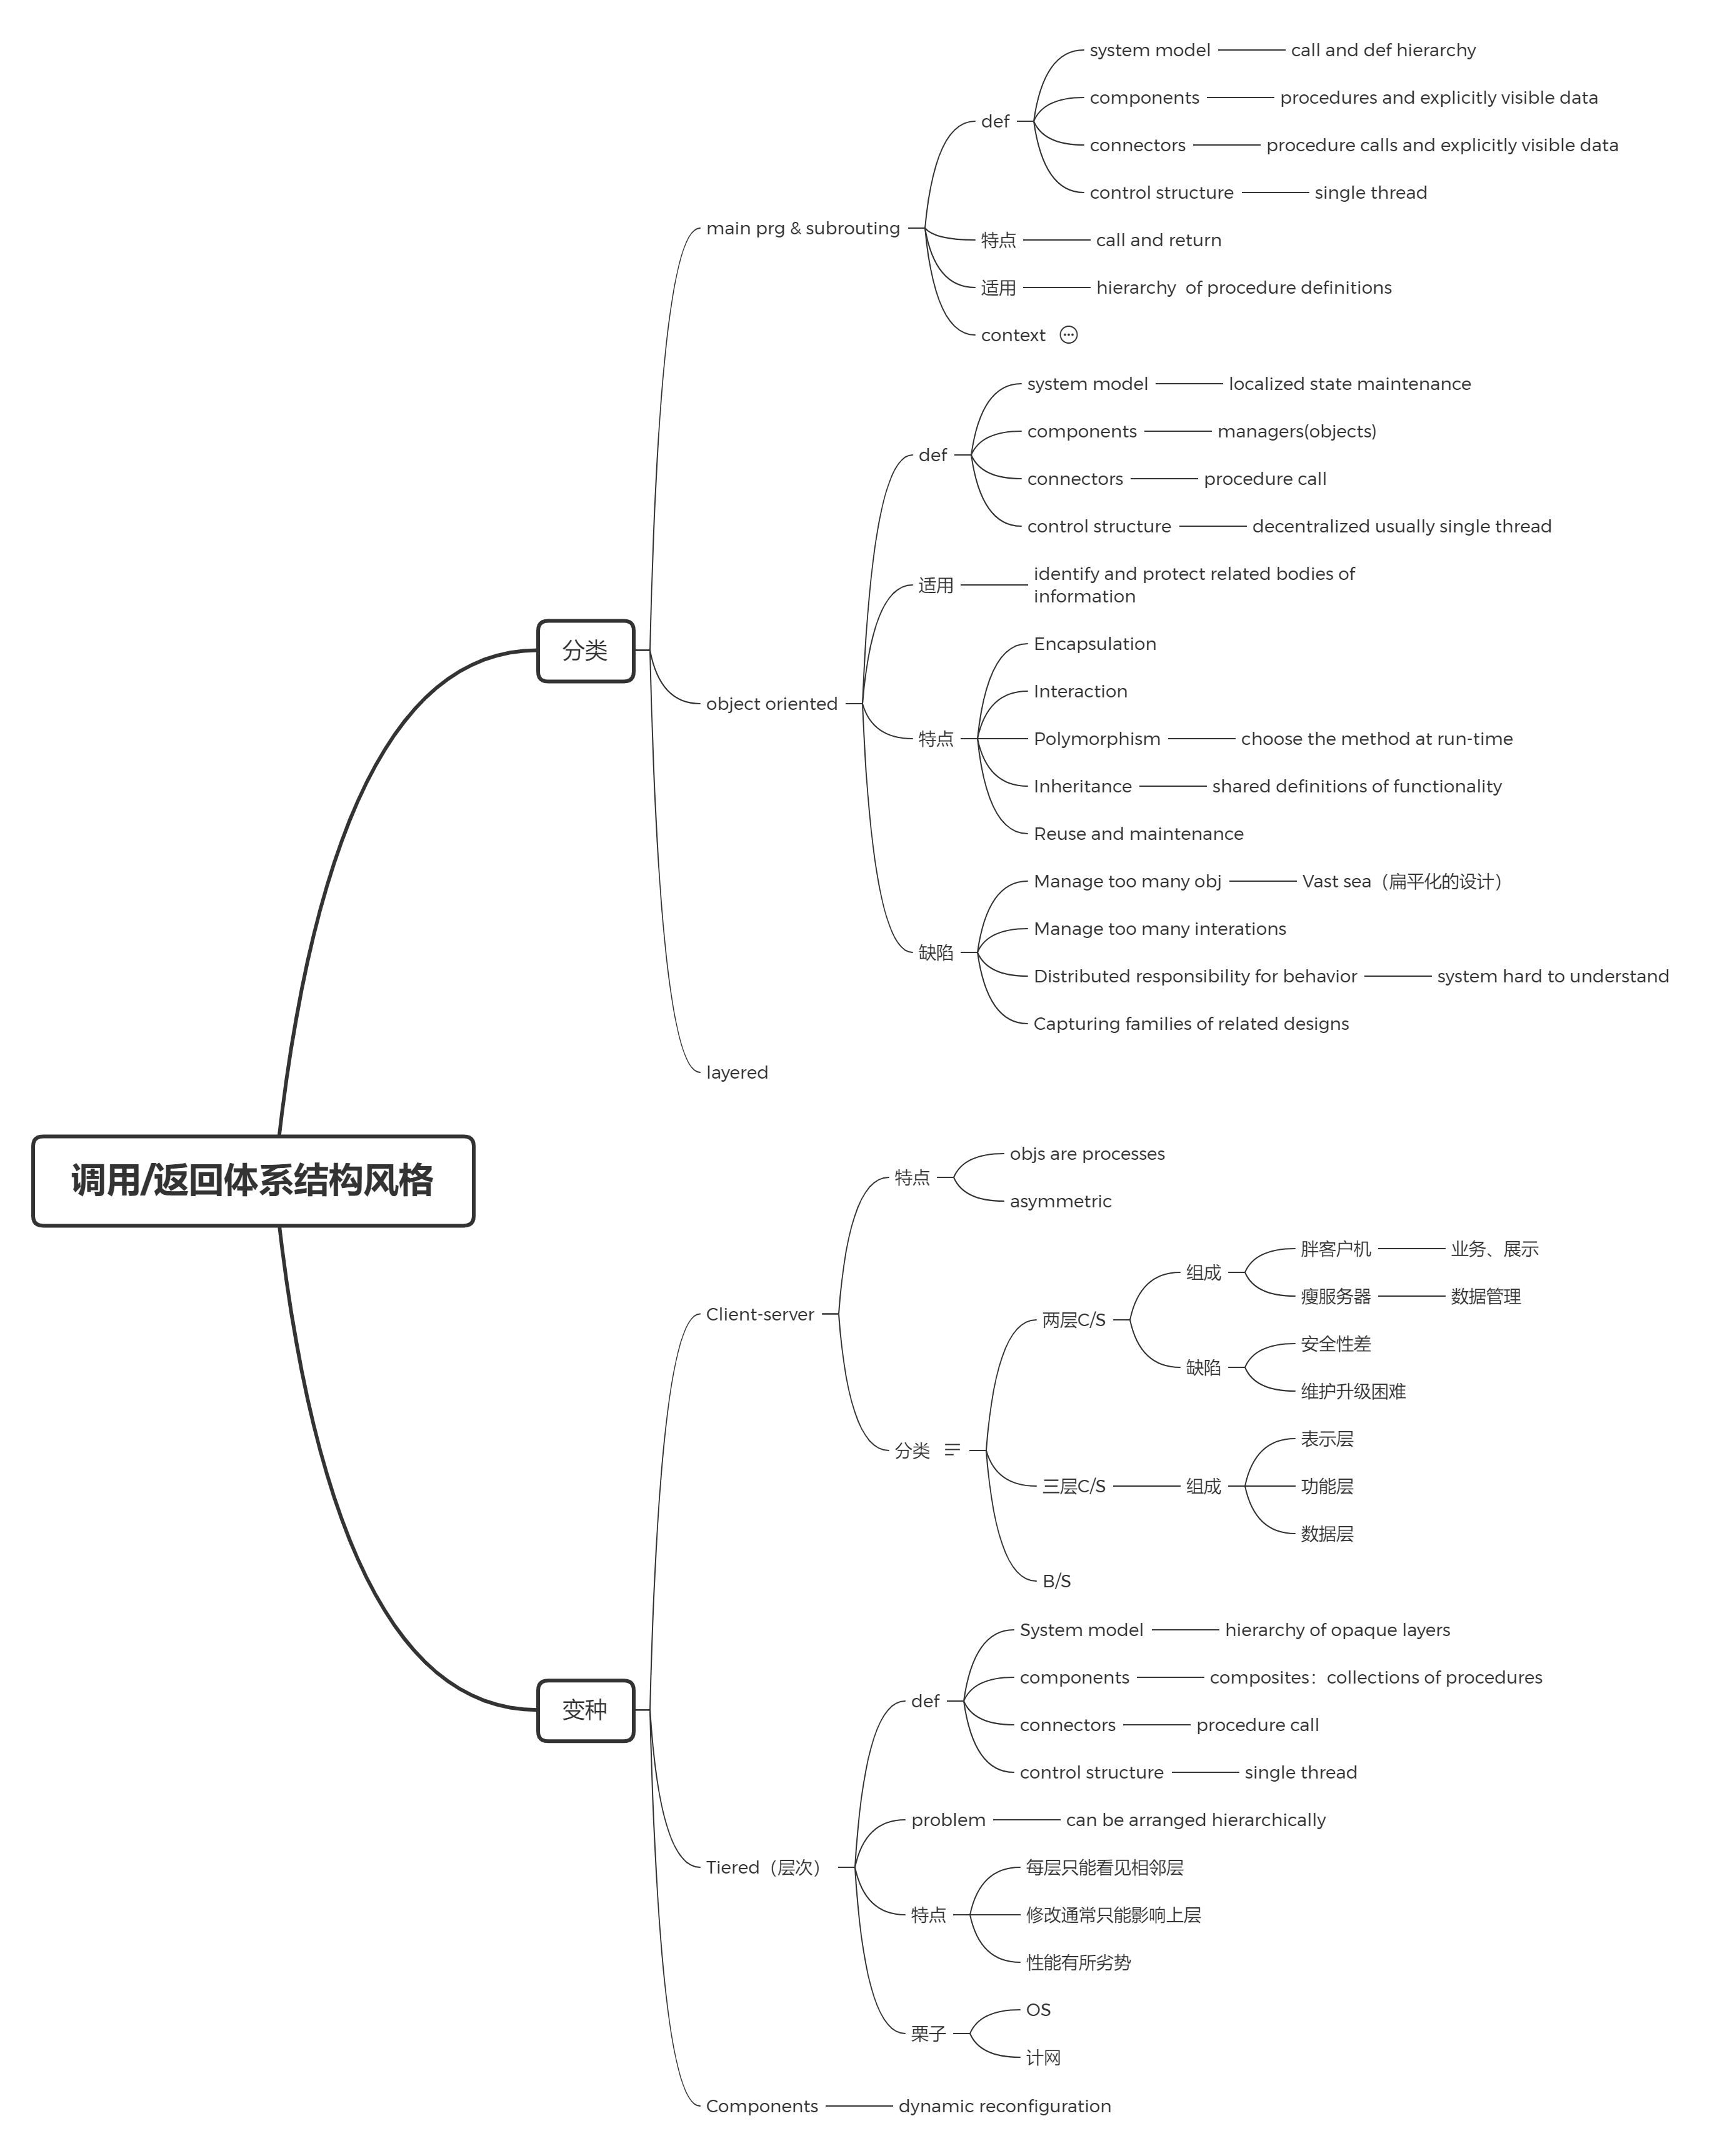 调用/返回体系结构风格
分类
main prg & subrouting
def
system model
call and def hierarchy
components
procedures and explicitly visible data
connectors
procedure calls and explicitly visible data
control structure
single thread
特点
call and return
适用
hierarchy  of procedure definitions
context
object oriented
def
system model
localized state maintenance
components
managers(objects)
connectors
procedure call
control structure
decentralized usually single thread
适用
identify and protect related bodies of
information
特点
Encapsulation
Interaction
Polymorphism
choose the method at run-time
Inheritance
shared definitions of functionality
Reuse and maintenance
缺陷
Manage too many obj
Vast sea（扁平化的设计）
Manage too many interations
Distributed responsibility for behavior
system hard to understand
Capturing families of related designs
layered
变种
Client-server
特点
objs are processes
asymmetric
分类
两层C/S
组成
胖客户机
业务、展示
瘦服务器
数据管理
缺陷
安全性差
维护升级困难
三层C/S
组成
表示层
功能层
数据层
B/S
Tiered（层次）
def
System model
hierarchy of opaque layers
components
composites：collections of procedures
connectors
procedure call
control structure
single thread
problem
can be arranged hierarchically
特点
每层只能看见相邻层
修改通常只能影响上层
性能有所劣势
栗子
OS
计网
Components
dynamic reconfiguration